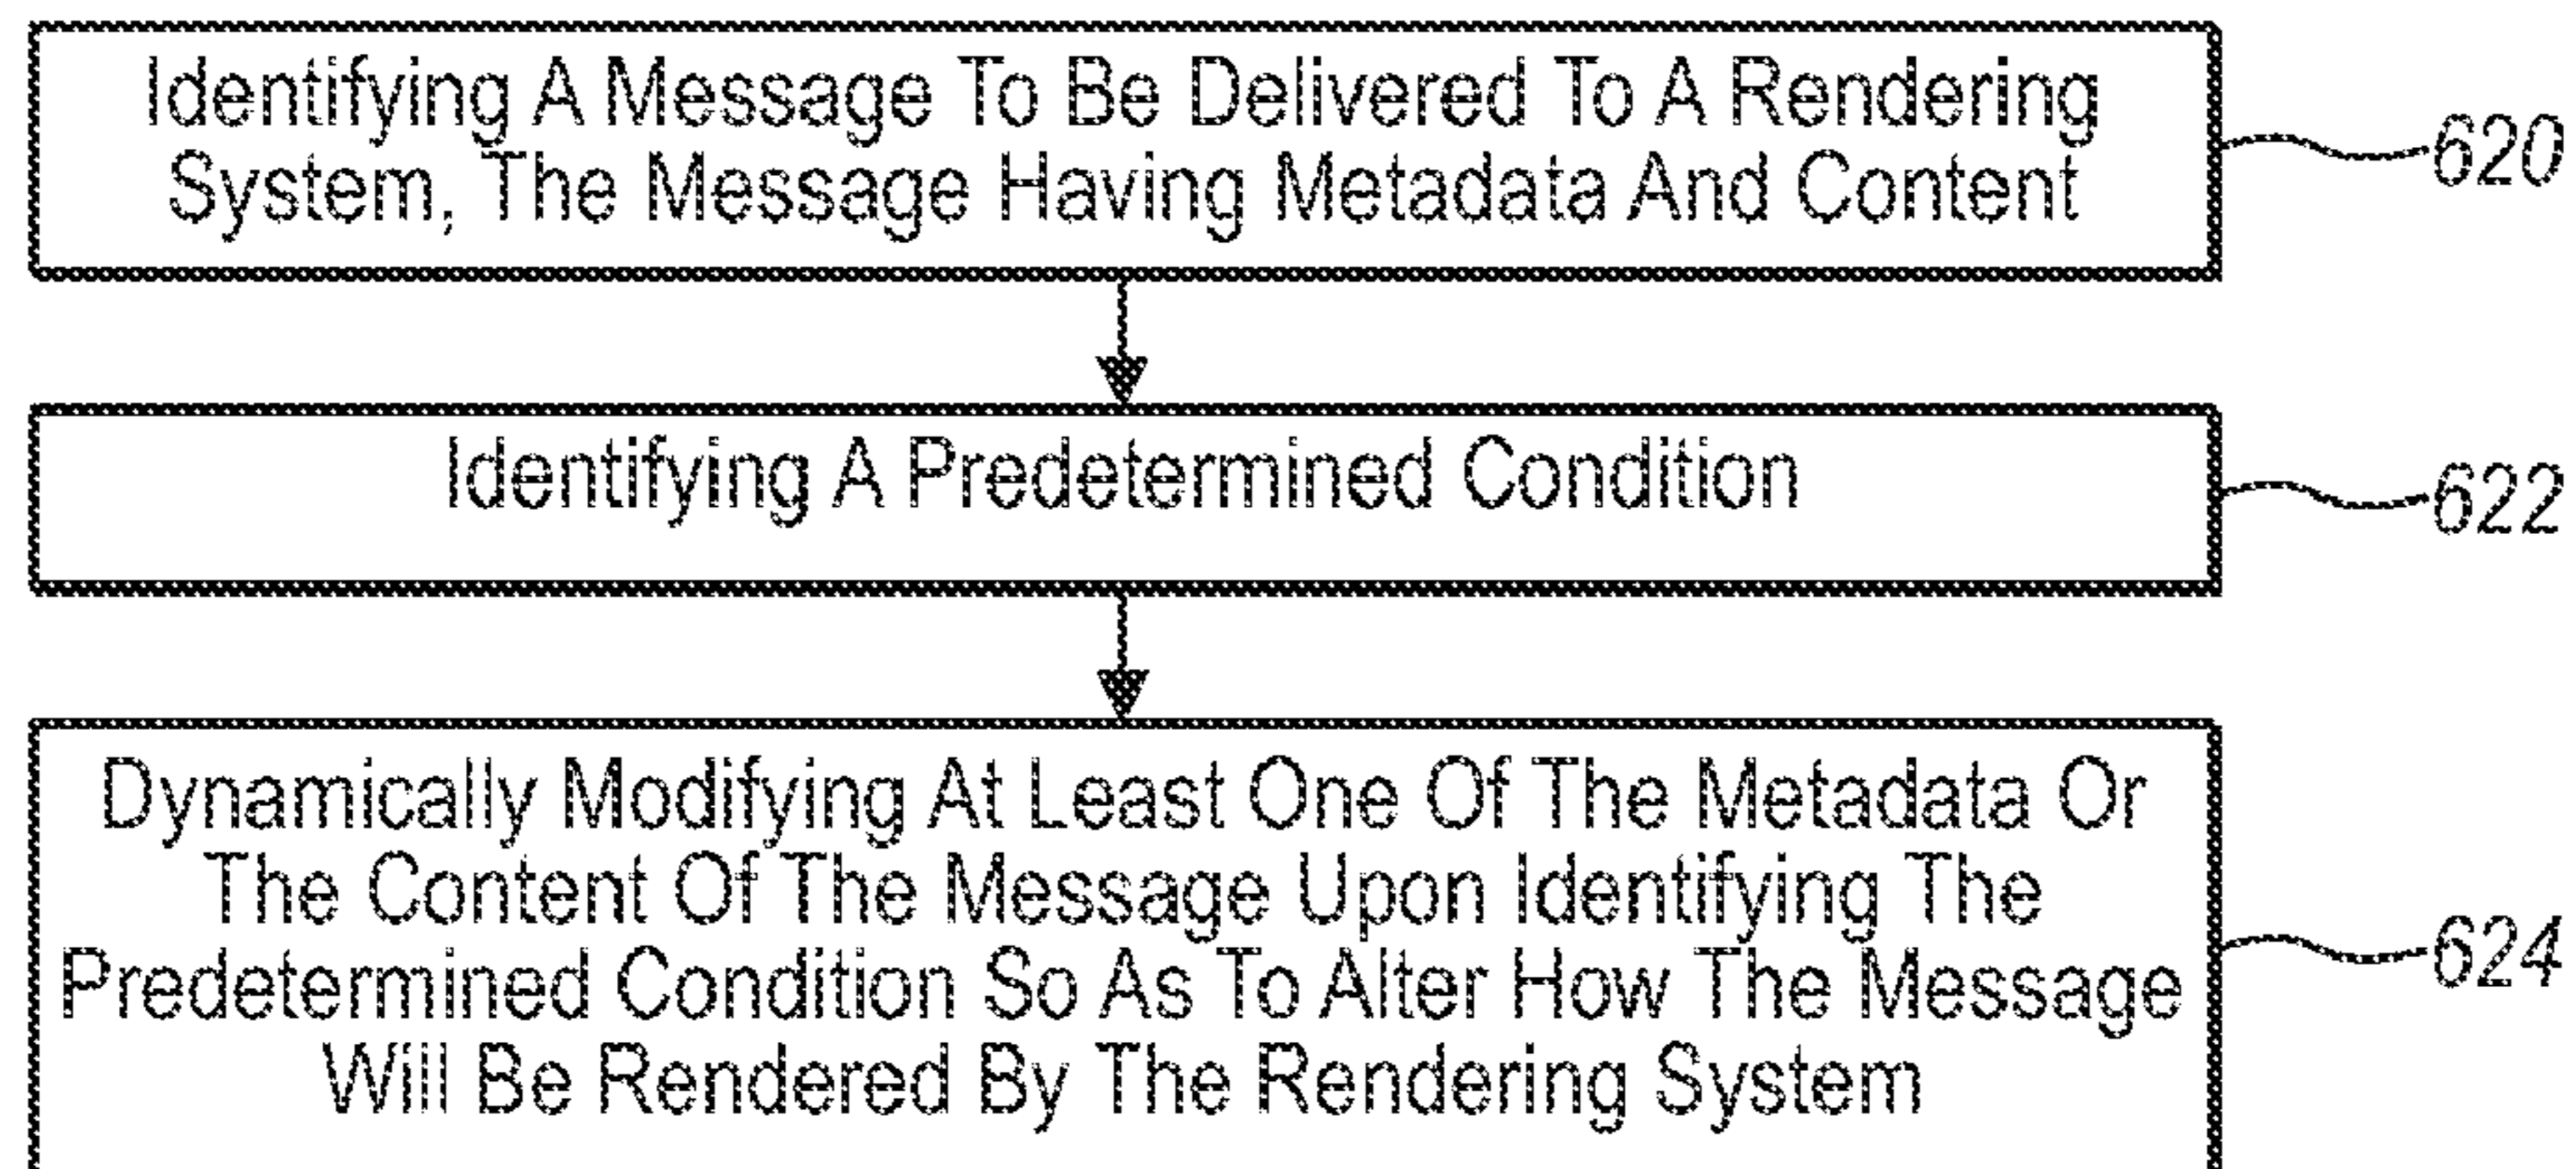 Identifying A Message To Be Delivered To A Rendering
System, The Message Having Metadata And Content
620
Identifying A Predetermined Condition
622
Dynamically Modifying At Least One Of The Metadata Or
The Content Of The Message Upon Identifying The
Predetermined Condition So As To Alter How The Message
Will Be Rendered By The Rendering System
624